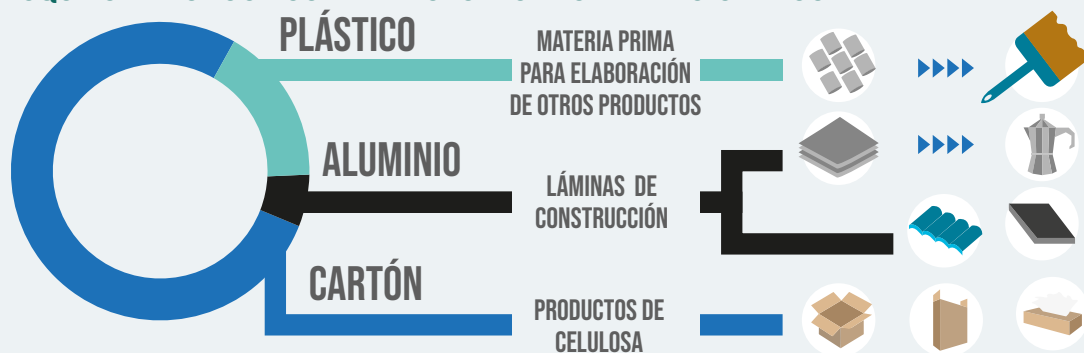 PLÁSTICO
MATERIA PRIMA
PARA ELABORACIÓN
DE OTROS PRODUCTOS
ALUMINIO
LÁMINAS DE
CONSTRUCCIÓN
CARTÓN
PRODUCTOS DE
CELULOSA